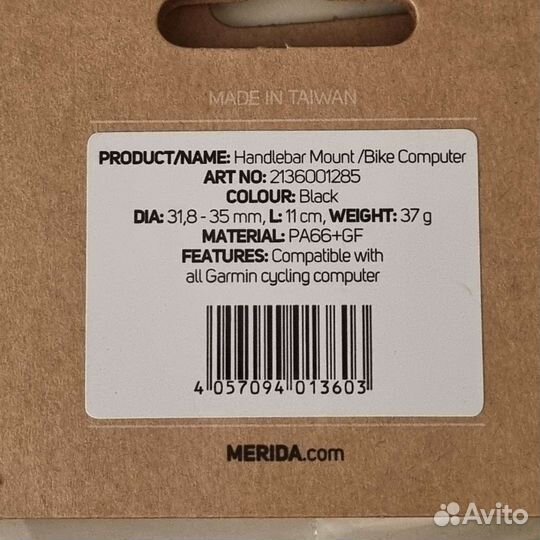 MADE IN TAIWAN
PRODUCT/NAME: Handlebar Mount /Bike Computer
ART NO: 2136001285
COLOUR: Black
DIA: 31,8 - 35 mm, L: 11 cm, WEIGHT: 37 g
MATERIAL: PA66+GF
FEATURES: Compatible with
all Garmin cycling computer
4 057094 013603
MERIDA.com
Avito